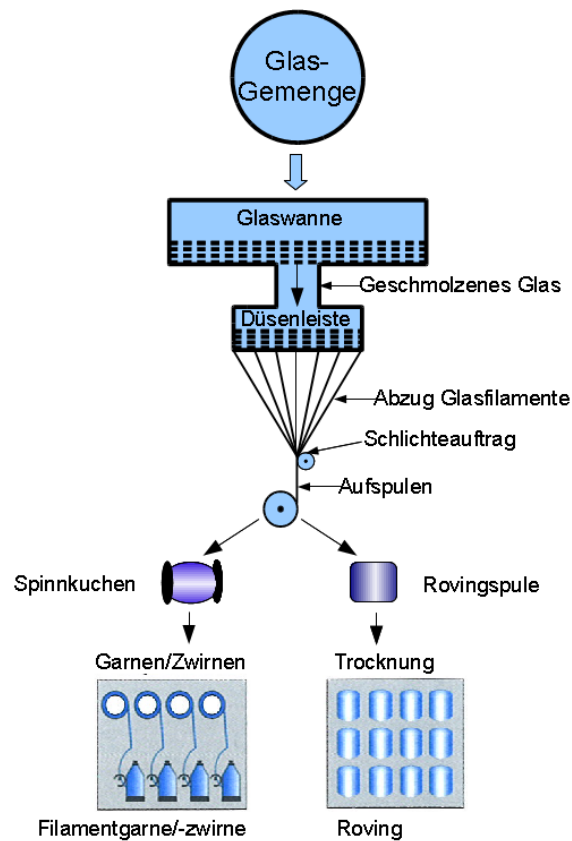 Glas-
Gemenge
Glaswanne
Geschmolzenes Glas
Düsenleiste
Abzug Glasfilamente
Schlichteauftrag
Aufspulen
Spinnkuchen
Rovingspule
Garnen/Zwirnen
Trocknung
Filamentgarne/-zwirne
Roving